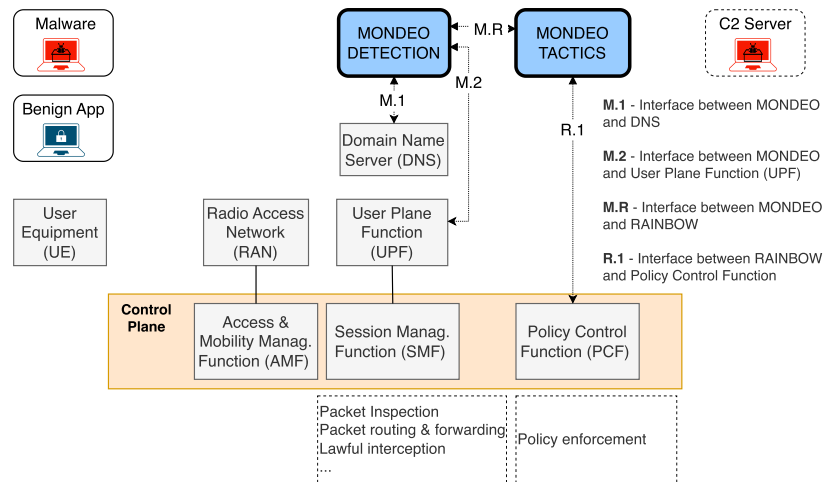 Malware
MONDEO
DETECTION
M.R
MONDEO
TACTICS
C2 Server
M.2
M.1
Benign App
R.1
Domain Name
Server (DNS)
M.1 - Interface between MONDEO
and DNS
M.2 - Interface between MONDEO
and User Plane Function (UPF)
M.R - Interface between MONDEO
and RAINBOW
R.1 - Interface between RAINBOW
and Policy Control Function
User
Equipment
(UE)
Radio Access
Network
(RAN)
User Plane
Function
(UPF)
Control
Plane
Access &
Mobility Manag.
Function (AMF)
Session Manag.
Function (SMF)
Policy Control
Function (PCF)
Packet Inspection
Packet routing & forwarding
Lawful interception
...
Policy enforcement